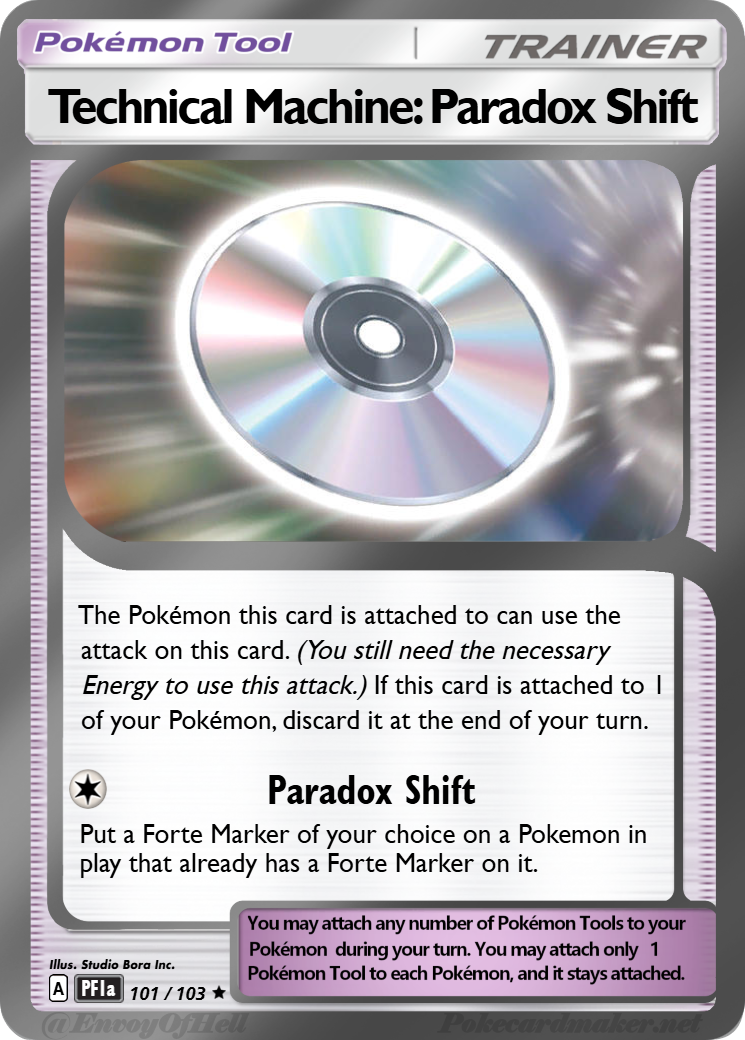 Pokémon Tool | TRAINER
Technical Machine: Paradox Shift
The Pokémon this card is attached to can use the
attack on this card. (You still need the necessary
Energy to use this attack.) If this card is attached to 1
of your Pokémon, discard it at the end of your turn.
Paradox Shift
Put a Forte Marker of your choice on a Pokemon in
play that already has a Forte Marker on it.
You may attach any number of Pokémon Tools to your
Pokémon during your turn. You may attach only 1
Pokémon Tool to each Pokémon, and it stays attached.
Illus. Studio Bora Inc.
A PFIa 101 / 103 ★
@EnvoyOfHell Pokecardmaker.net